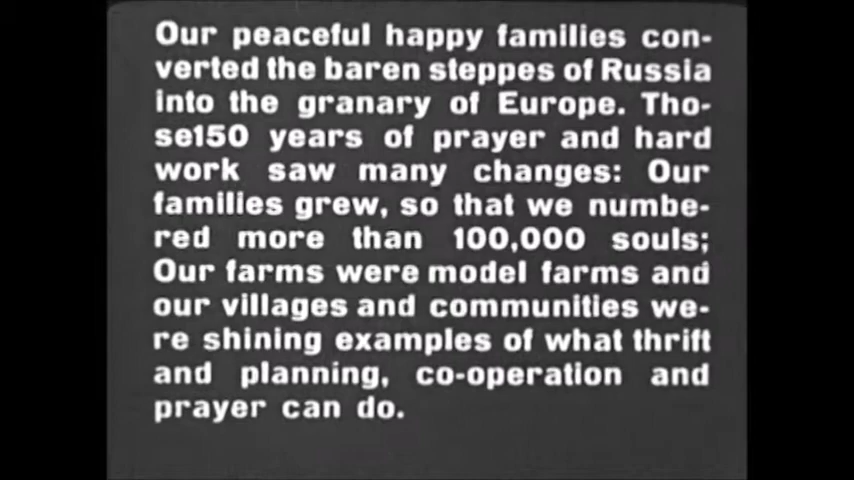 Our peaceful happy families con-
verted the baren steppes of Russia
into the granary of Europe. Tho-
se150 years of prayer and hard
work saw many changes: Our
families grew, so that we numbe-
red more than 100,000 souls;
Our farms were model farms and
our villages and communities we-
re shining examples of what thrift
and planning, co-operation and
prayer can do.